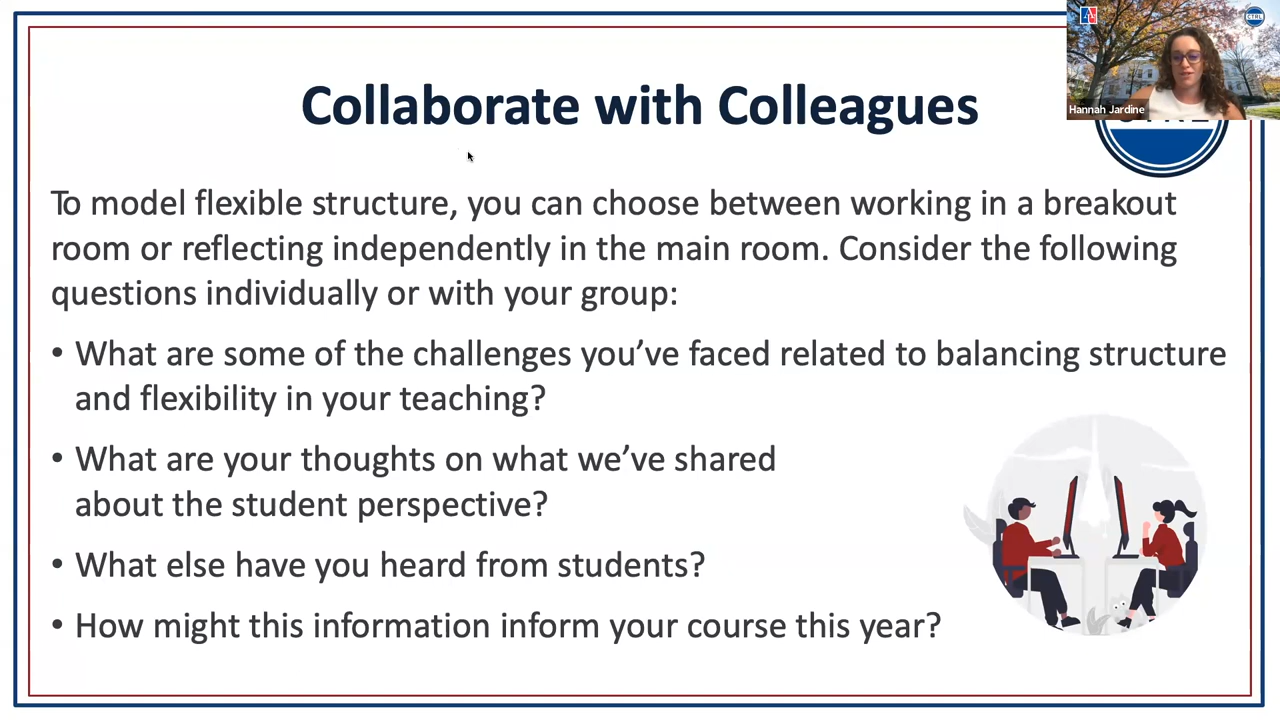 CTRL
Hannah Jardine
Collaborate with Colleagues
To model flexible structure, you can choose between working in a breakout
room or reflecting independently in the main room. Consider the following
questions individually or with your group:
• What are some of the challenges you’ve faced related to balancing structure
and flexibility in your teaching?
• What are your thoughts on what we’ve shared
about the student perspective?
• What else have you heard from students?
• How might this information inform your course this year?